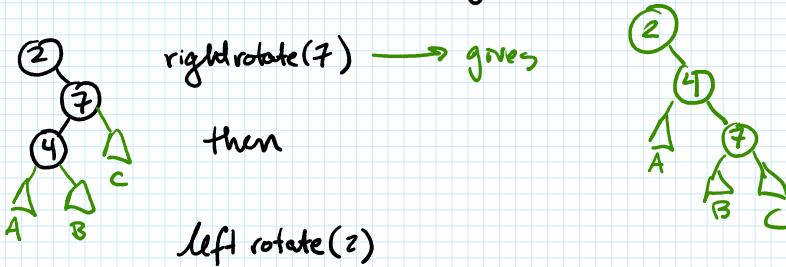 2
7
4
A
B
C
rightrotate(7) → gives
then
left rotate(2)
2
4
A
7
B
C